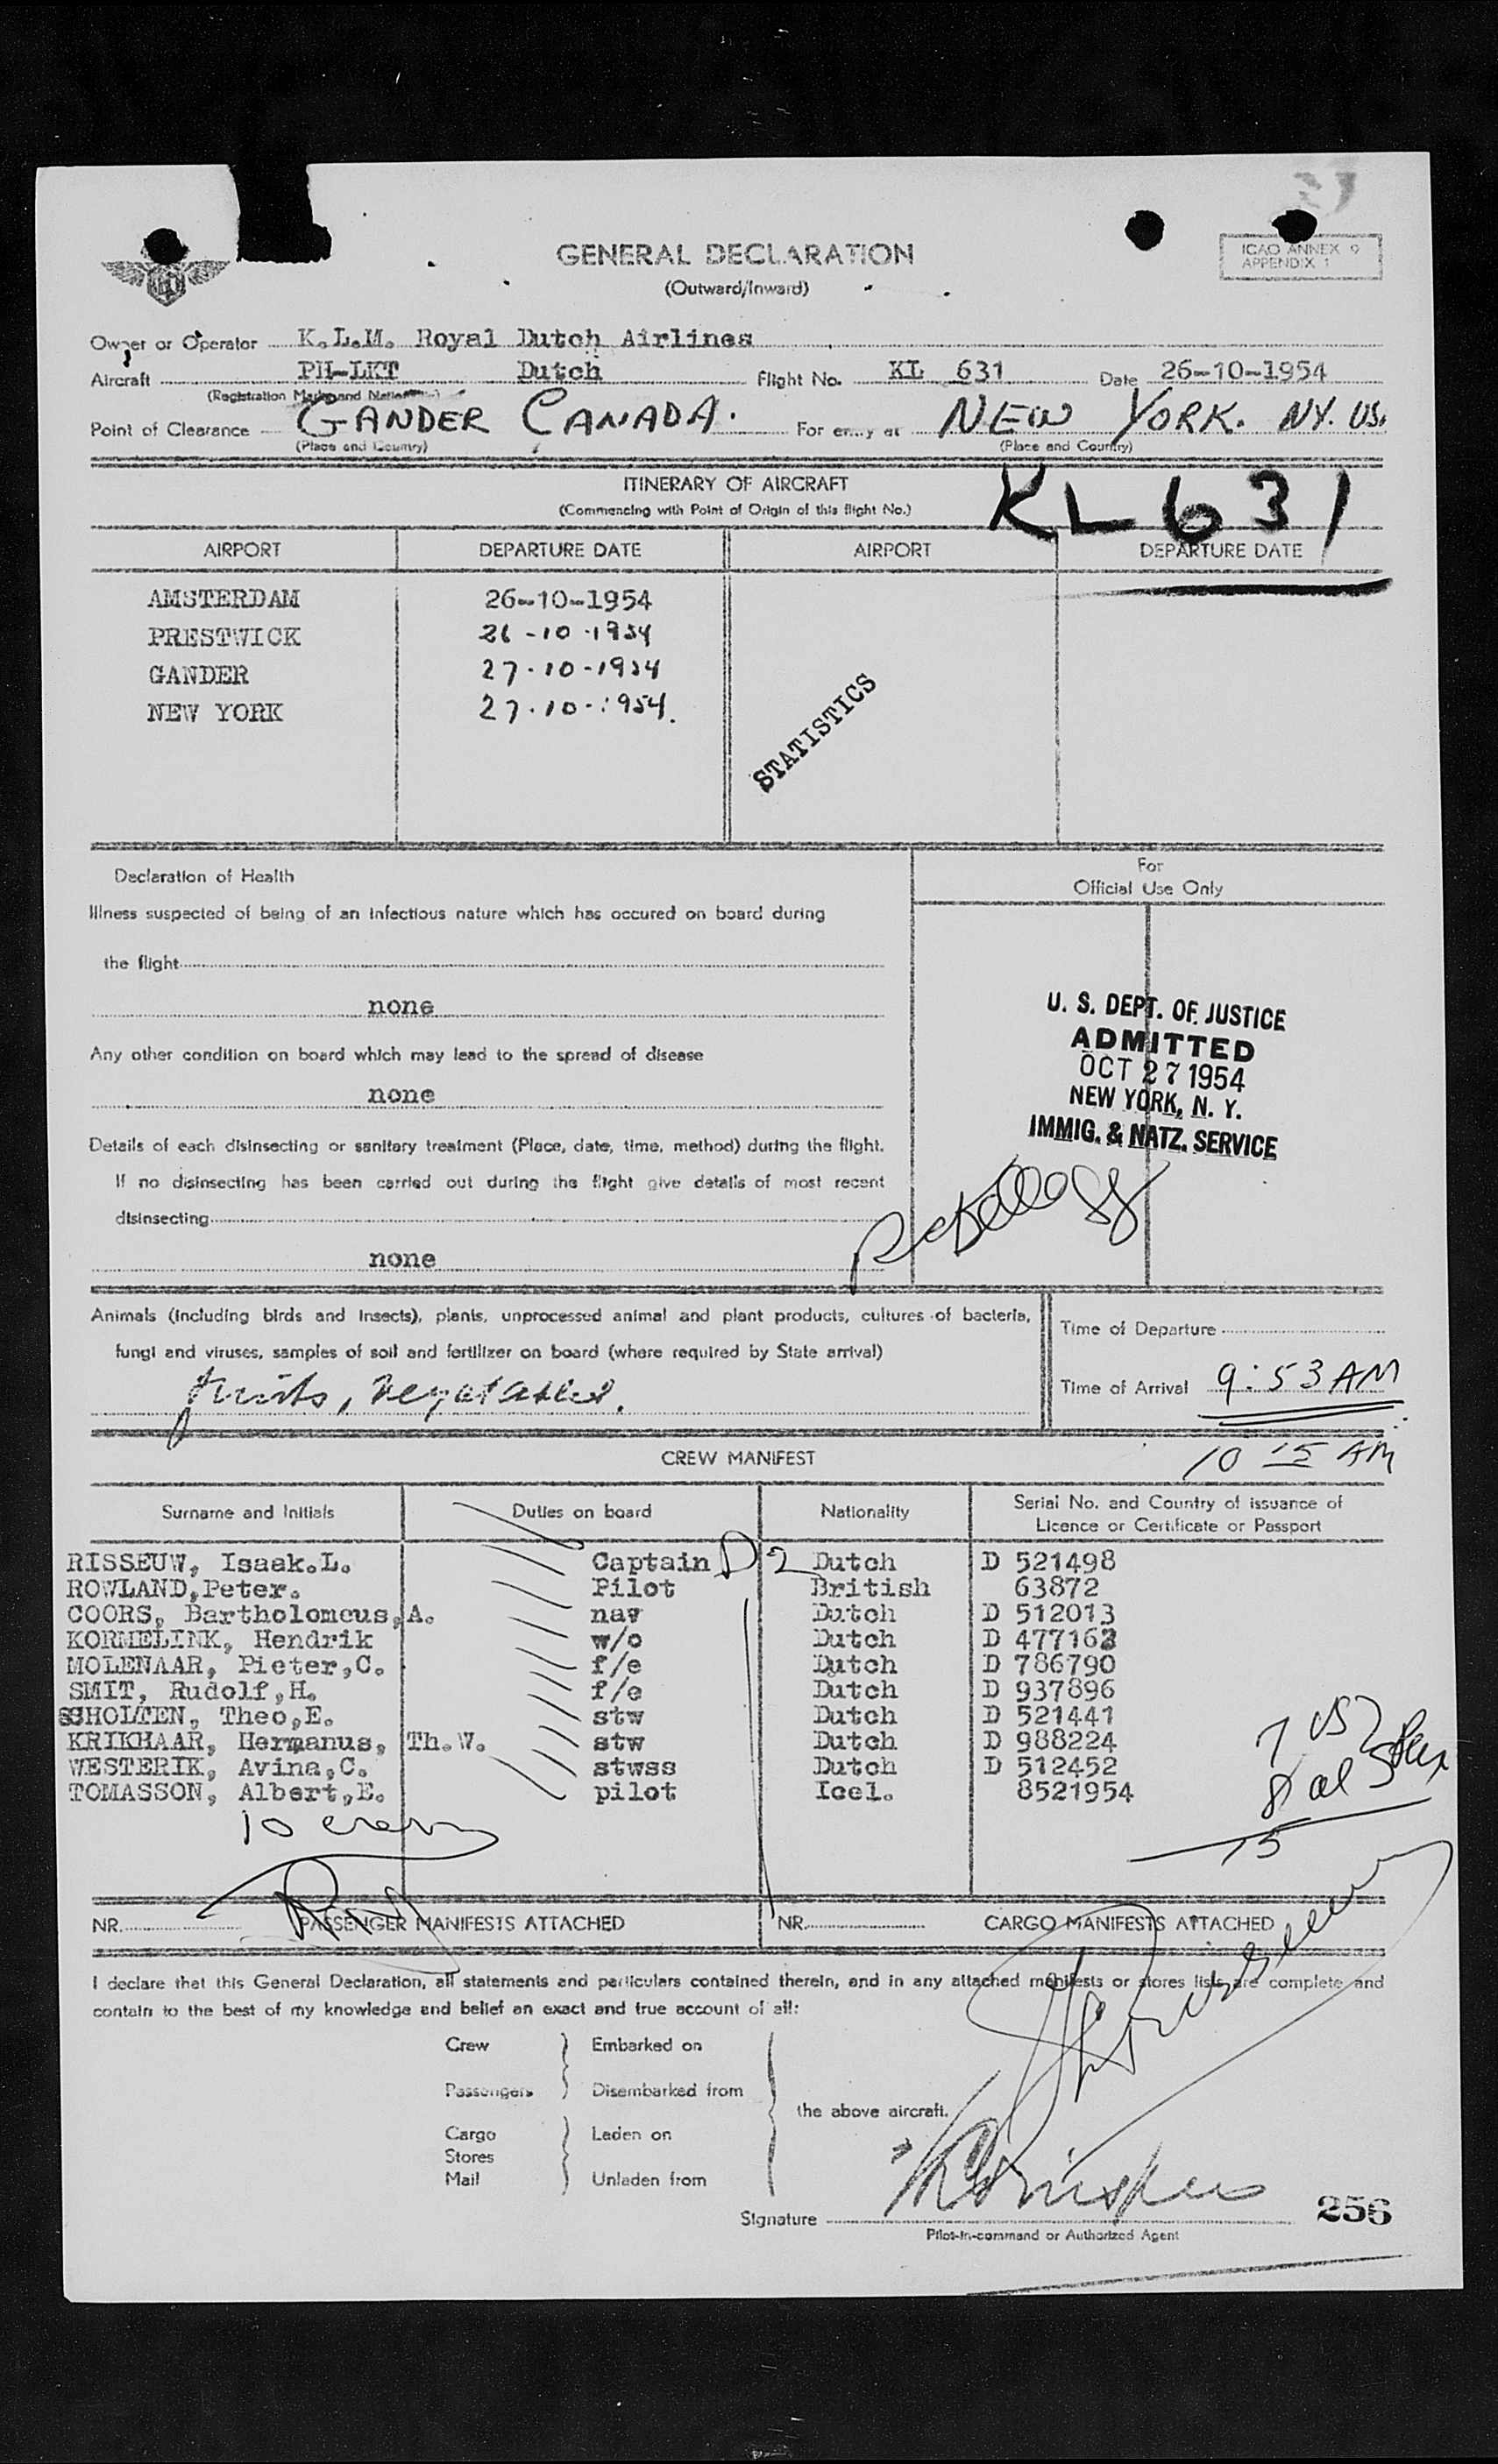 GENERAL DECLARATION
(Outward/Inward)
ICAO ANNEX 9
APPENDIX 1
Owner or Operator K.L.M. Royal Dutch Airlines
Aircraft PH-LKT Dutch Flight No. KL 631 Date 26-10-1954
(Registration Marks and
Point of Clearance GANDER CANADA. For entry at NEW YORK. NY. US.
(Place and Country) (Place and Country)
ITINERARY OF AIRCRAFT
(Commencing with Point of Origin of this flight No.)
KL 631
AIRPORT DEPARTURE DATE AIRPORT DEPARTURE DATE
AMSTERDAM 26-10-1954
PRESTWICK 26-10-1954
GANDER 27-10-1954
NEW YORK 27-10-1954.
STATISTICS
Declaration of Health
For
Official Use Only
Illness suspected of being of an infectious nature which has occured on board during
the flight
none
Any other condition on board which may lead to the spread of disease
none
Details of each disinsecting or sanitary treatment (Place, date, time, method) during the flight.
If no disinsecting has been carried out during the flight give details of most recent
disinsecting
none
U. S. DEPT. OF JUSTICE
ADMITTED
OCT 27 1954
NEW YORK, N. Y.
IMMIG. & NATZ. SERVICE
Animals (including birds and insects), plants, unprocessed animal and plant products, cultures of bacteria,
fungi and viruses, samples of soil and fertilizer on board (where required by State arrival)
fruits, vegetables.
Time of Departure
Time of Arrival 9:53 AM
10 15 AM
CREW MANIFEST
Surname and Initials Duties on board Nationality Serial No. and Country of issuance of
Licence or Certificate or Passport
RISSEUW, Isaak.L. Captain D 2 Dutch D 521498
ROWLAND,Peter. Pilot British 63872
COORS, Bartholomeus,A. nav Dutch D 512013
KORMELINK, Hendrik w/o Dutch D 477163
MOLENAAR, Pieter,C. f/e Dutch D 786790
SMIT, Rudolf,H. f/e Dutch D 937896
SCHOLTEN, Theo,E. stw Dutch D 521441
KRIKHAAR, Hermanus, Th.W. stw Dutch D 988224
WESTERIK, Avina,C. stwss Dutch D 512452
TOMASSON, Albert,E. pilot Icel. 8521954
10 crew
7 US
8 al
15
NR. PASSENGER MANIFESTS ATTACHED NR. CARGO MANIFESTS ATTACHED
I declare that this General Declaration, all statements and particulars contained therein, and in any attached manifests or stores lists are complete and
contain to the best of my knowledge and belief an exact and true account of all:
Crew Embarked on
Passengers Disembarked from
the above aircraft.
Cargo Laden on
Stores
Mail Unladen from
Signature
Pilot-in-command or Authorized Agent
256